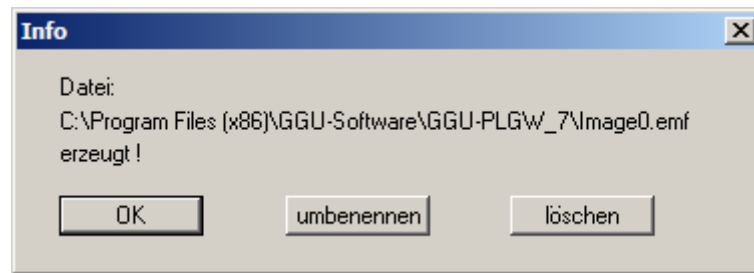 Info
Datei:
C:\Program Files (x86)\GGU-Software\GGU-PLGW_7\Image0.emf
erzeugt !
OK umbenennen löschen